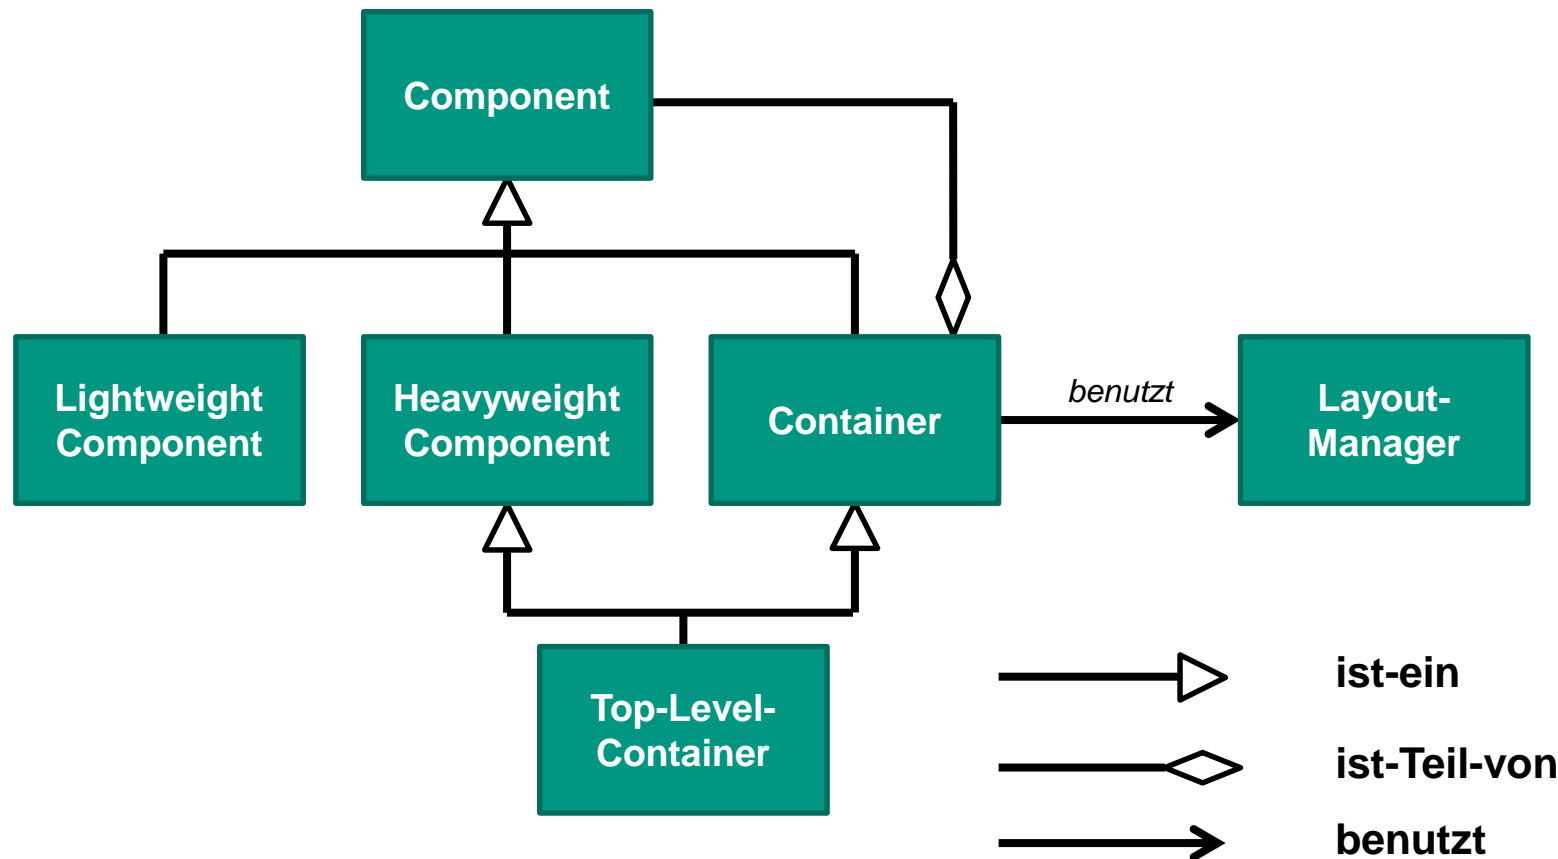 Component
Lightweight
Component
Heavyweight
Component
Container
benutzt
Layout-
Manager
Top-Level-
Container
ist-ein
ist-Teil-von
benutzt